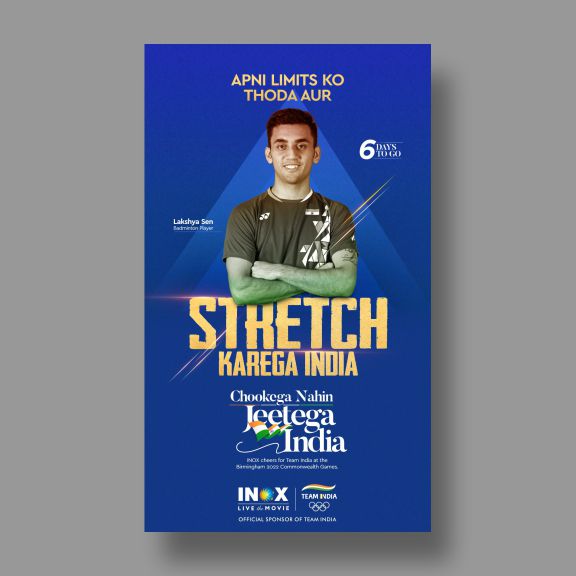 APNI LIMITS KO
THODA AUR
6 DAYS
TO GO
Lakshya Sen
Badminton Player
STRETCH
KAREGA INDIA
Chookega Nahin
Jeetega
India
INOX cheers for Team India at the
Birmingham 2022 Commonwealth Games.
INOX
LIVE the MOVIE
TEAM INDIA
OFFICIAL SPONSOR OF TEAM INDIA